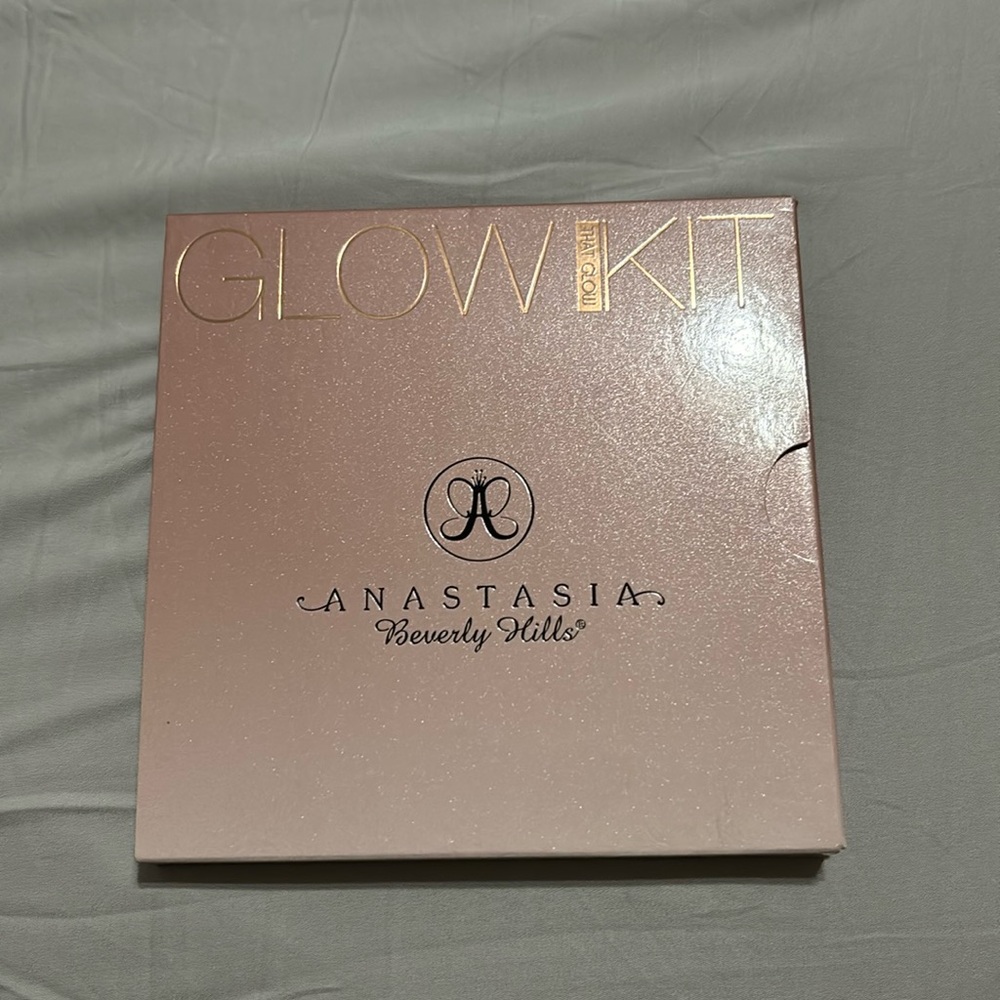 GLOW KIT
THAT GLOW
A
ANASTASIA
Beverly Hills®